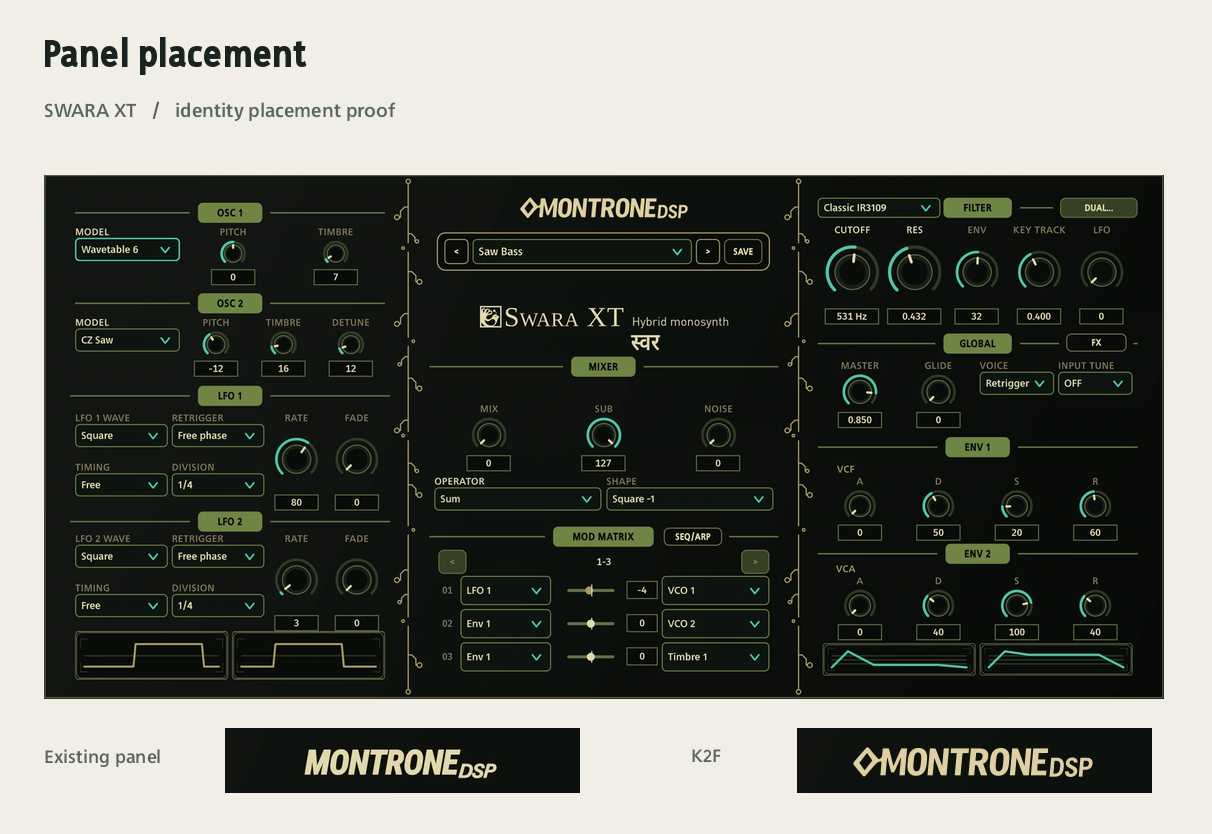 Panel placement
SWARA XT / identity placement proof
OSC 1
MODEL PITCH TIMBRE
Wavetable 6
0 7
OSC 2
MODEL PITCH TIMBRE DETUNE
CZ Saw
-12 16 12
LFO 1
LFO 1 WAVE RETRIGGER RATE FADE
Square Free phase
TIMING DIVISION
Free 1/4
80 0
LFO 2
LFO 2 WAVE RETRIGGER RATE FADE
Square Free phase
TIMING DIVISION
Free 1/4
3 0
MONTRONE DSP
< Saw Bass > SAVE
SWARA XT Hybrid monosynth
स्वर
MIXER
MIX SUB NOISE
0 127 0
OPERATOR SHAPE
Sum Square -1
MOD MATRIX SEQ/ARP
< 1-3 >
01 LFO 1 -4 VCO 1
02 Env 1 0 VCO 2
03 Env 1 0 Timbre 1
Classic IR3109 FILTER DUAL...
CUTOFF RES ENV KEY TRACK LFO
531 Hz 0.432 32 0.400 0
GLOBAL FX
MASTER GLIDE VOICE INPUT TUNE
Retrigger OFF
0.850 0
ENV 1
VCF
A D S R
0 50 20 60
ENV 2
VCA
A D S R
0 40 100 40
Existing panel MONTRONE DSP K2F MONTRONE DSP